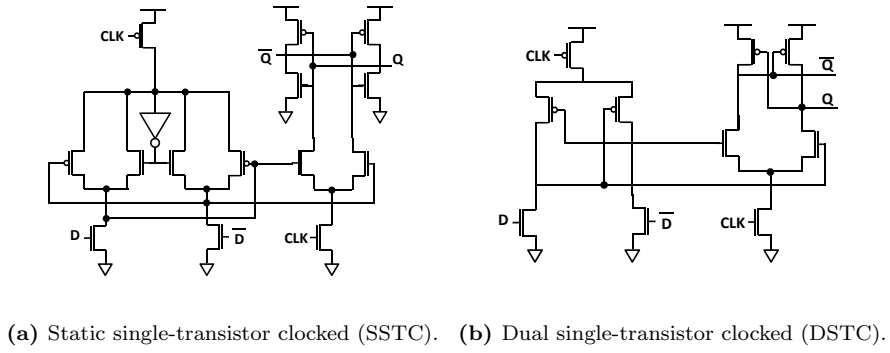 CLK
Q̅
Q
D
D̅
CLK
CLK
Q̅
Q
D
D̅
CLK
(a) Static single-transistor clocked (SSTC).
(b) Dual single-transistor clocked (DSTC).